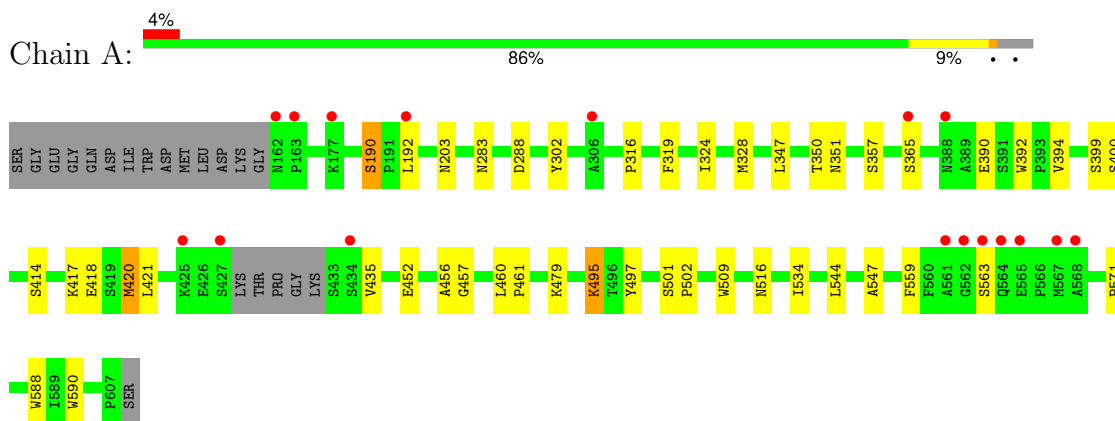 4%
Chain A:
86% 9% • •
SER GLY GLU GLY GLN ASP ILE TRP ASP MET LEU ASP LYS GLY N162 P163 K177 S190 P191 L192 N203 N283 D288 Y302 A306 P316 F319 I324 M328 L347 T350 N351 S357 S365 N388 A389 E390 S391 W392 P393 V394 S399 S400
S414 K417 E418 S419 M420 L421 K425 E426 S427 LYS THR PRO GLY LYS S433 S434 V435 E452 A456 G457 L460 P461 K479 K495 T496 Y497 S501 P502 W509 N516 I534 L544 A547 F559 F560 A561 G562 S563 Q564 E565 P566 M567 A568
W588 I589 W590 P607 SER